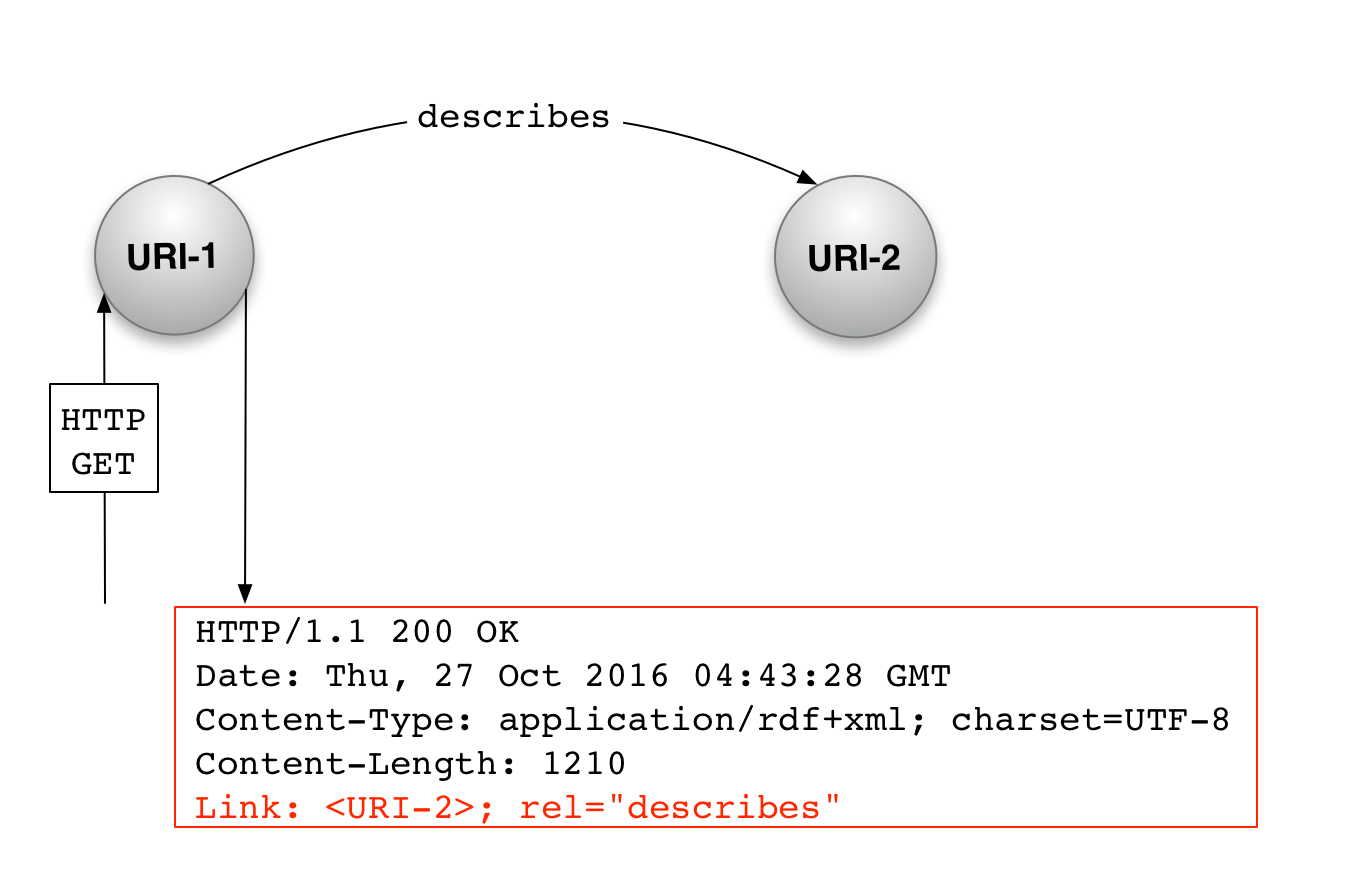 describes
URI-1
URI-2
HTTP
GET
HTTP/1.1 200 OK
Date: Thu, 27 Oct 2016 04:43:28 GMT
Content-Type: application/rdf+xml; charset=UTF-8
Content-Length: 1210
Link: <URI-2>; rel="describes"